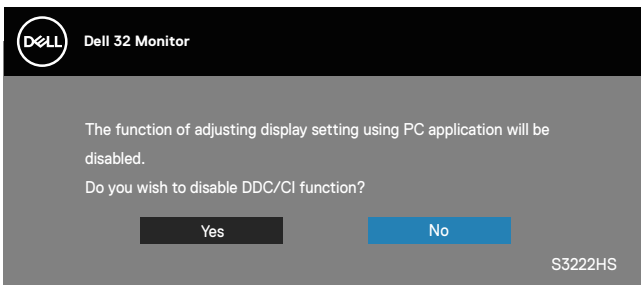 DELL
Dell 32 Monitor
The function of adjusting display setting using PC application will be
disabled.
Do you wish to disable DDC/CI function?
Yes
No
S3222HS